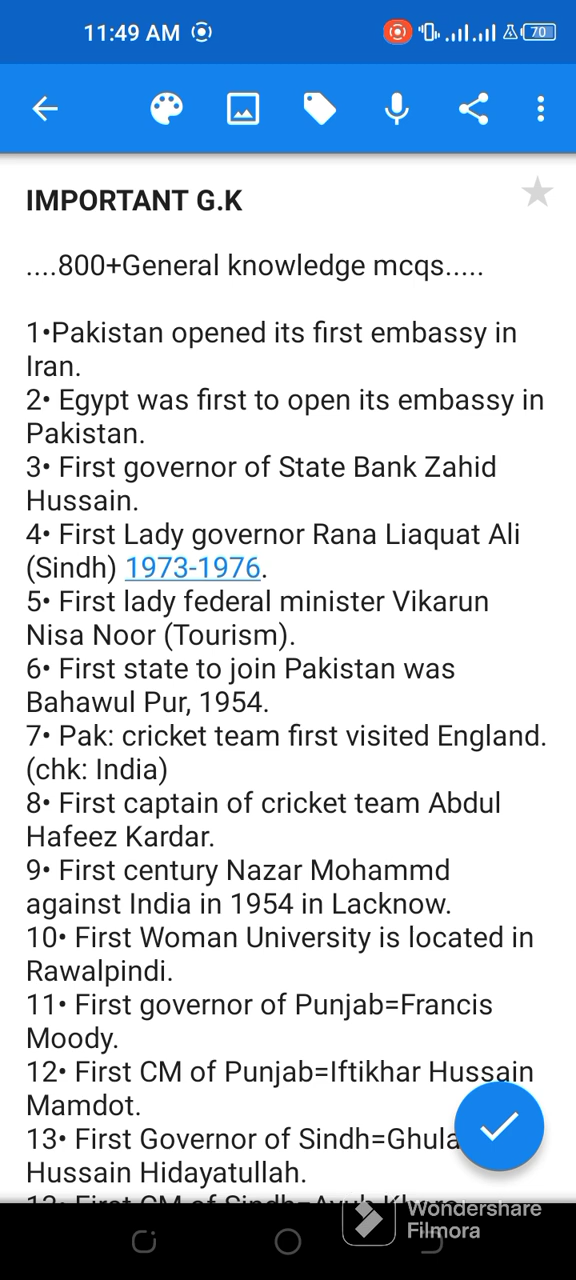 11:49 AM
70
IMPORTANT G.K
....800+General knowledge mcqs.....
1•Pakistan opened its first embassy in
Iran.
2• Egypt was first to open its embassy in
Pakistan.
3• First governor of State Bank Zahid
Hussain.
4• First Lady governor Rana Liaquat Ali
(Sindh) 1973-1976.
5• First lady federal minister Vikarun
Nisa Noor (Tourism).
6• First state to join Pakistan was
Bahawul Pur, 1954.
7• Pak: cricket team first visited England.
(chk: India)
8• First captain of cricket team Abdul
Hafeez Kardar.
9• First century Nazar Mohammd
against India in 1954 in Lacknow.
10• First Woman University is located in
Rawalpindi.
11• First governor of Punjab=Francis
Moody.
12• First CM of Punjab=Iftikhar Hussain
Mamdot.
13• First Governor of Sindh=Ghula
Hussain Hidayatullah.
Wondershare
Filmora